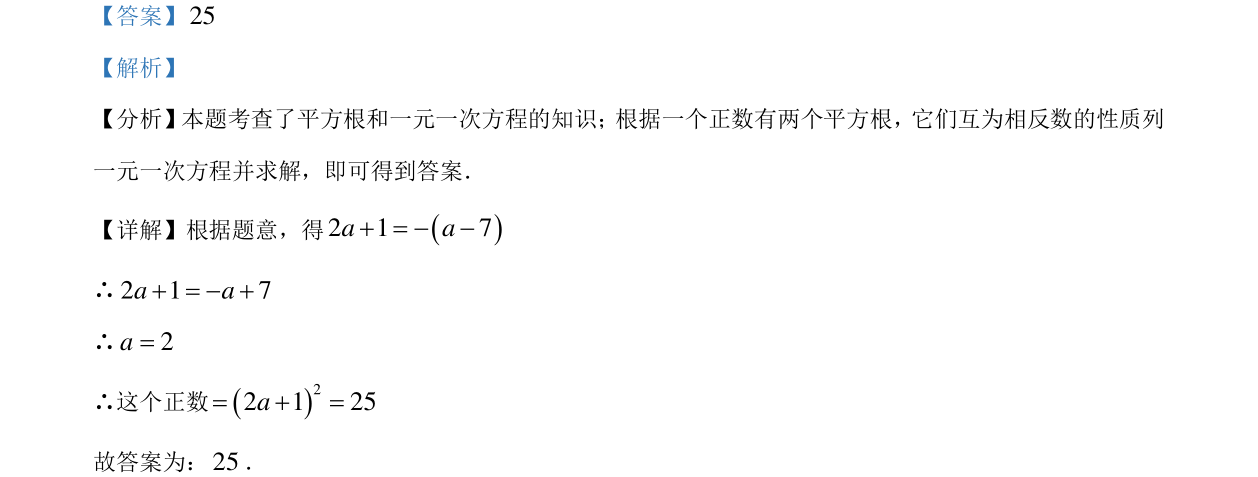 【答案】25
【解析】
【分析】本题考查了平方根和一元一次方程的知识；根据一个正数有两个平方根，它们互为相反数的性质列
一元一次方程并求解，即可得到答案．
【详解】根据题意，得 2a+1=-(a-7)
∴ 2a+1=-a+7
∴ a=2
∴这个正数=(2a+1)²=25
故答案为：25．